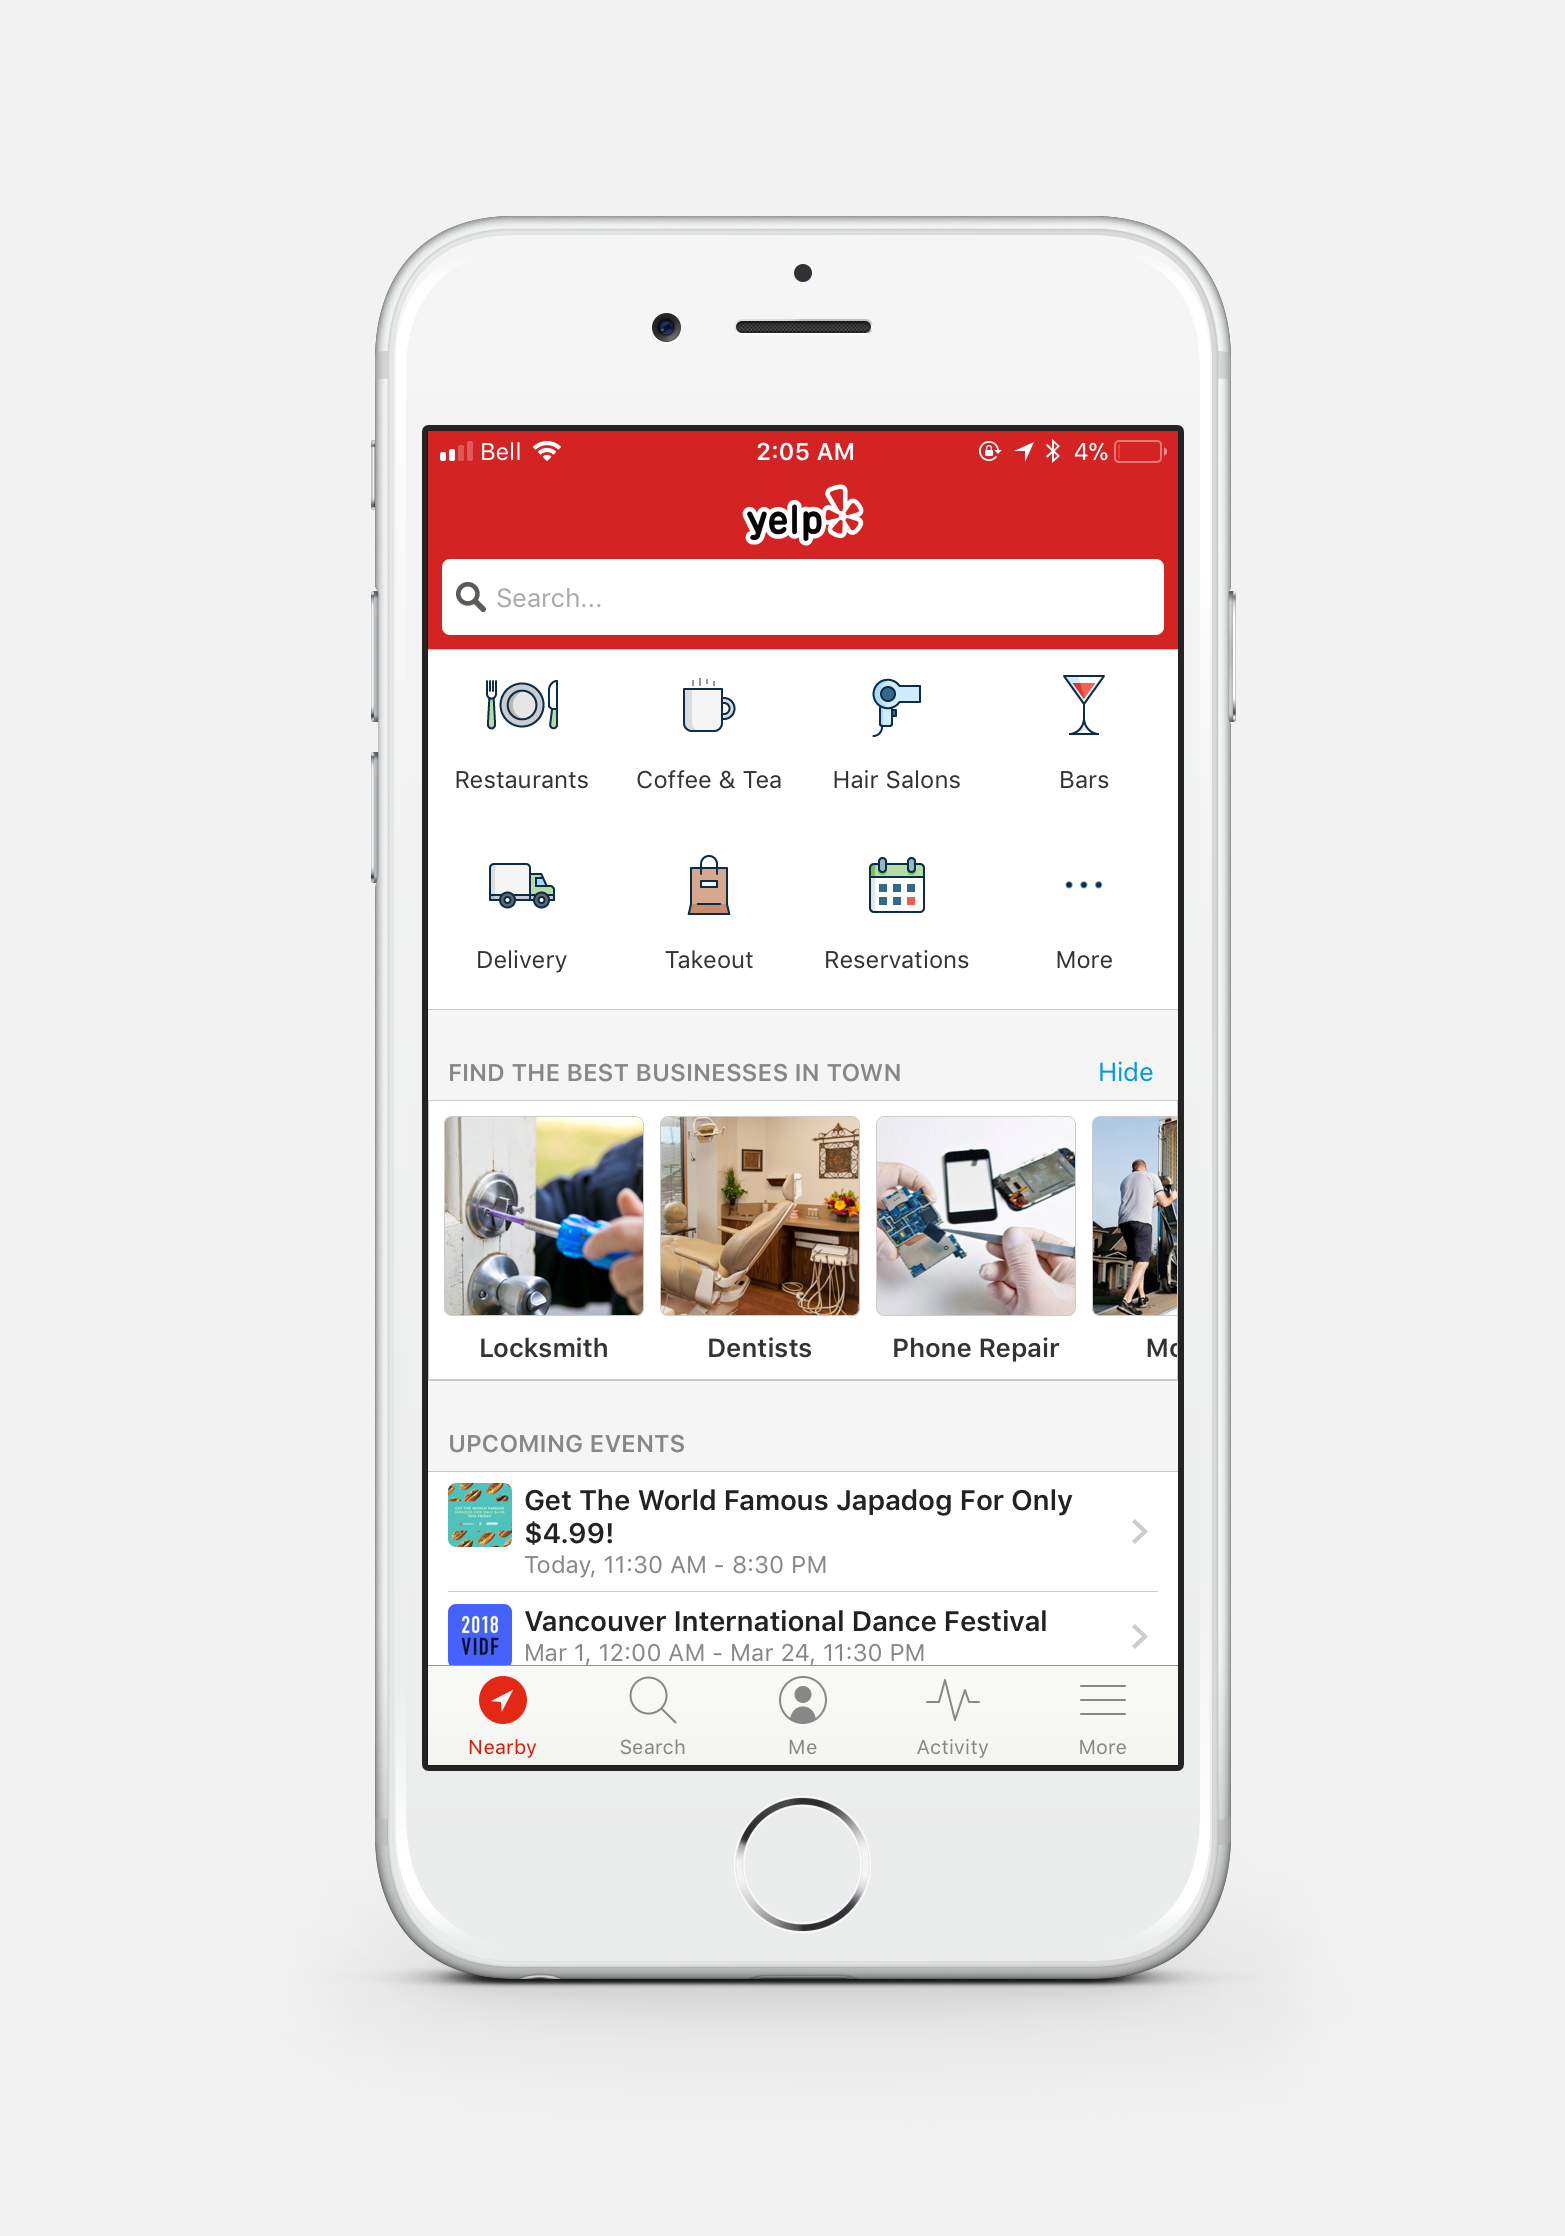 Bell 2:05 AM 4%
yelp
Search...
Restaurants Coffee & Tea Hair Salons Bars
Delivery Takeout Reservations More
FIND THE BEST BUSINESSES IN TOWN Hide
Locksmith Dentists Phone Repair Mo
UPCOMING EVENTS
Get The World Famous Japadog For Only
$4.99!
Today, 11:30 AM - 8:30 PM
2018
VIDF
Vancouver International Dance Festival
Mar 1, 12:00 AM - Mar 24, 11:30 PM
Nearby Search Me Activity More